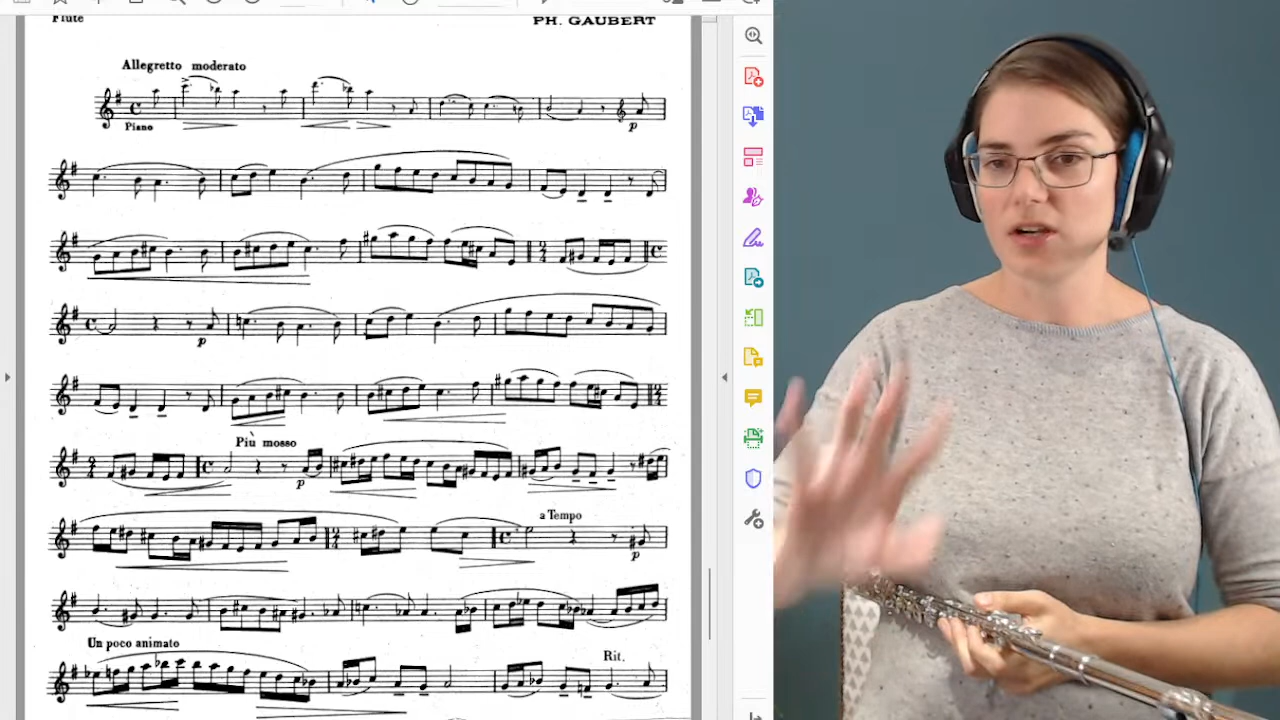 Flute
PH. GAUBERT
Allegretto moderato
Piano
p
p
Più mosso
p
a Tempo
p
Un poco animato
Rit.